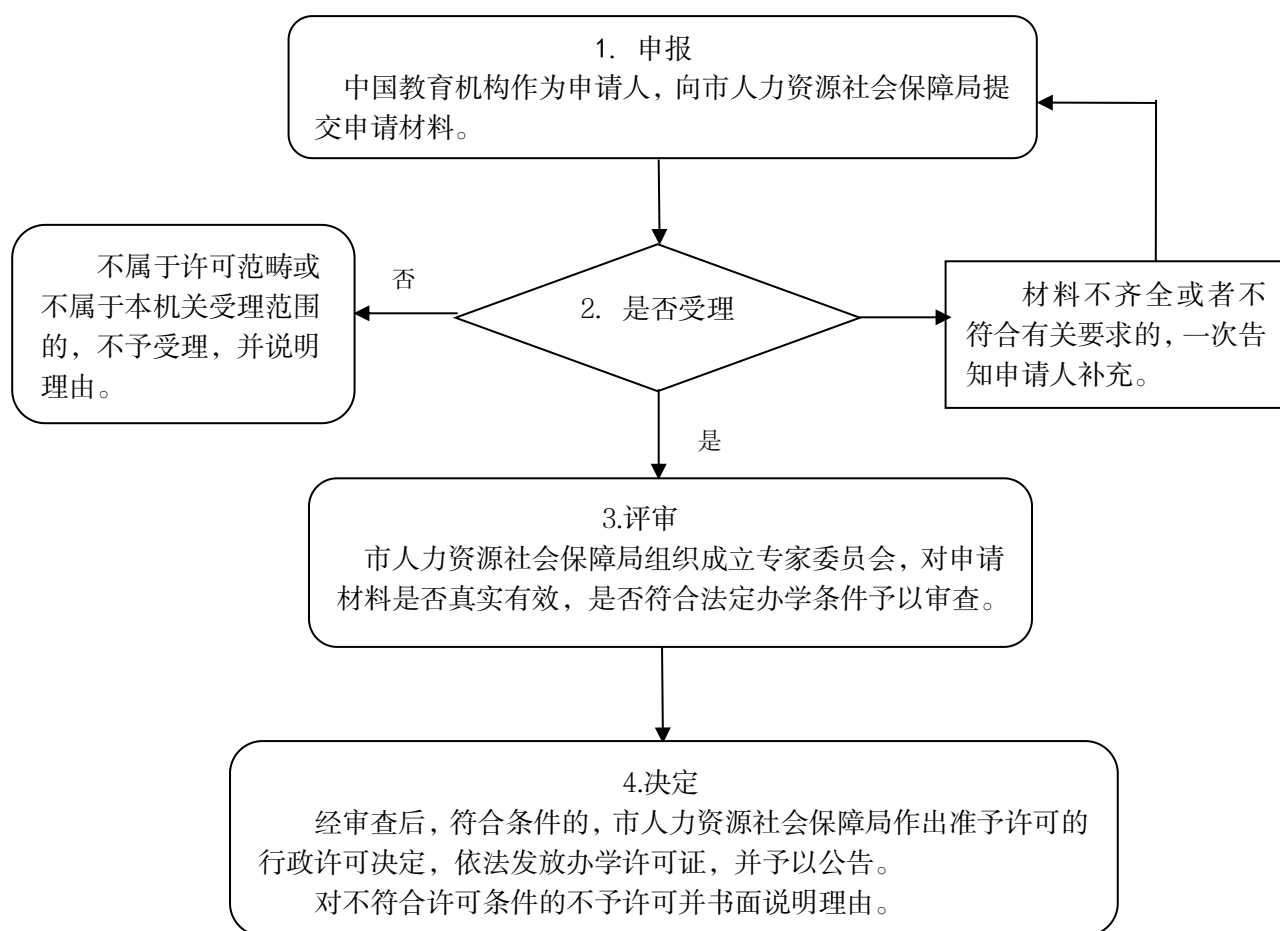 1. 申报
中国教育机构作为申请人，向市人力资源社会保障局提
交申请材料。
不属于许可范畴或
不属于本机关受理范围
的，不予受理，并说明
理由。
否
2. 是否受理
材料不齐全或者不
符合有关要求的，一次告
知申请人补充。
是
3.评审
市人力资源社会保障局组织成立专家委员会，对申请
材料是否真实有效，是否符合法定办学条件予以审查。
4.决定
经审查后，符合条件的，市人力资源社会保障局作出准予许可的
行政许可决定，依法发放办学许可证，并予以公告。
对不符合许可条件的不予许可并书面说明理由。